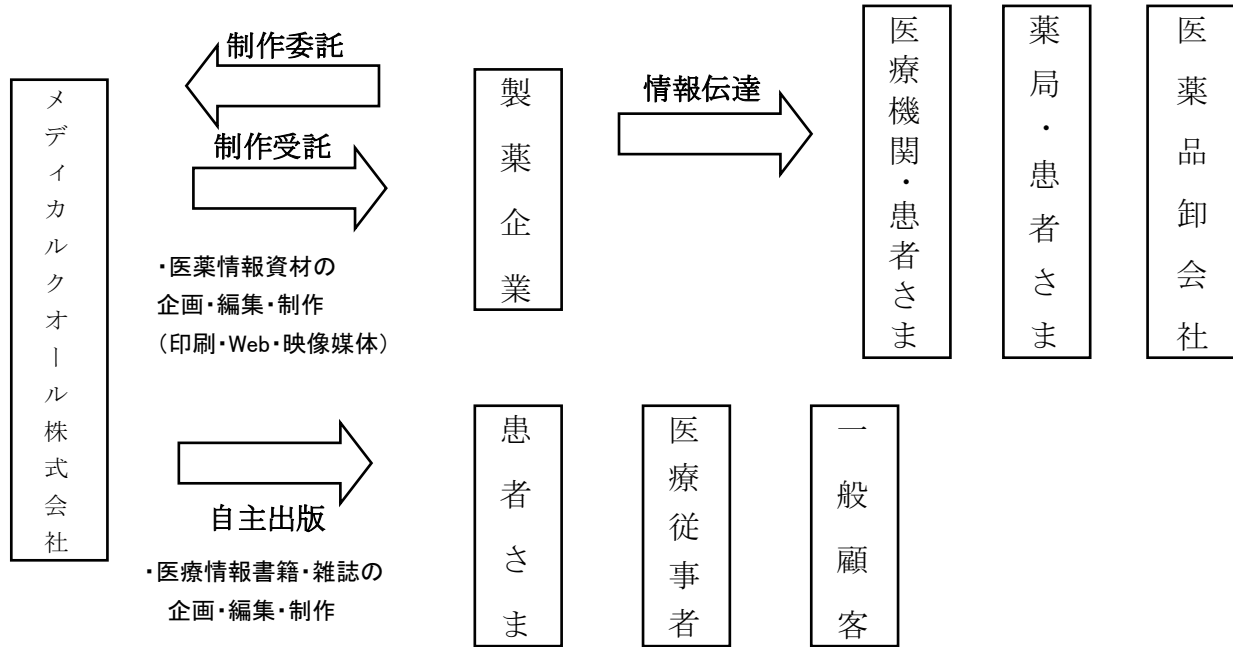 メディカルクオール株式会社
制作委託
制作受託
・医薬情報資材の
企画・編集・制作
（印刷・Web・映像媒体）
製薬企業
情報伝達
医療機関・患者さま
薬局・患者さま
医薬品卸会社
自主出版
・医療情報書籍・雑誌の
企画・編集・制作
患者さま
医療従事者
一般顧客